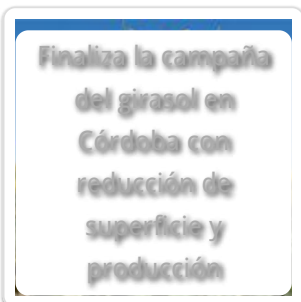 Finaliza la campaña
del girasol en
Córdoba con
reducción de
superficie y
producción